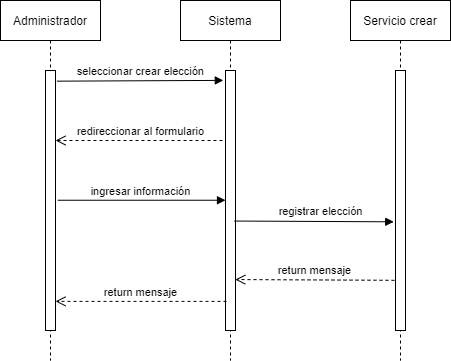 Administrador
Sistema
Servicio crear
seleccionar crear elección
redireccionar al formulario
ingresar información
registrar elección
return mensaje
return mensaje